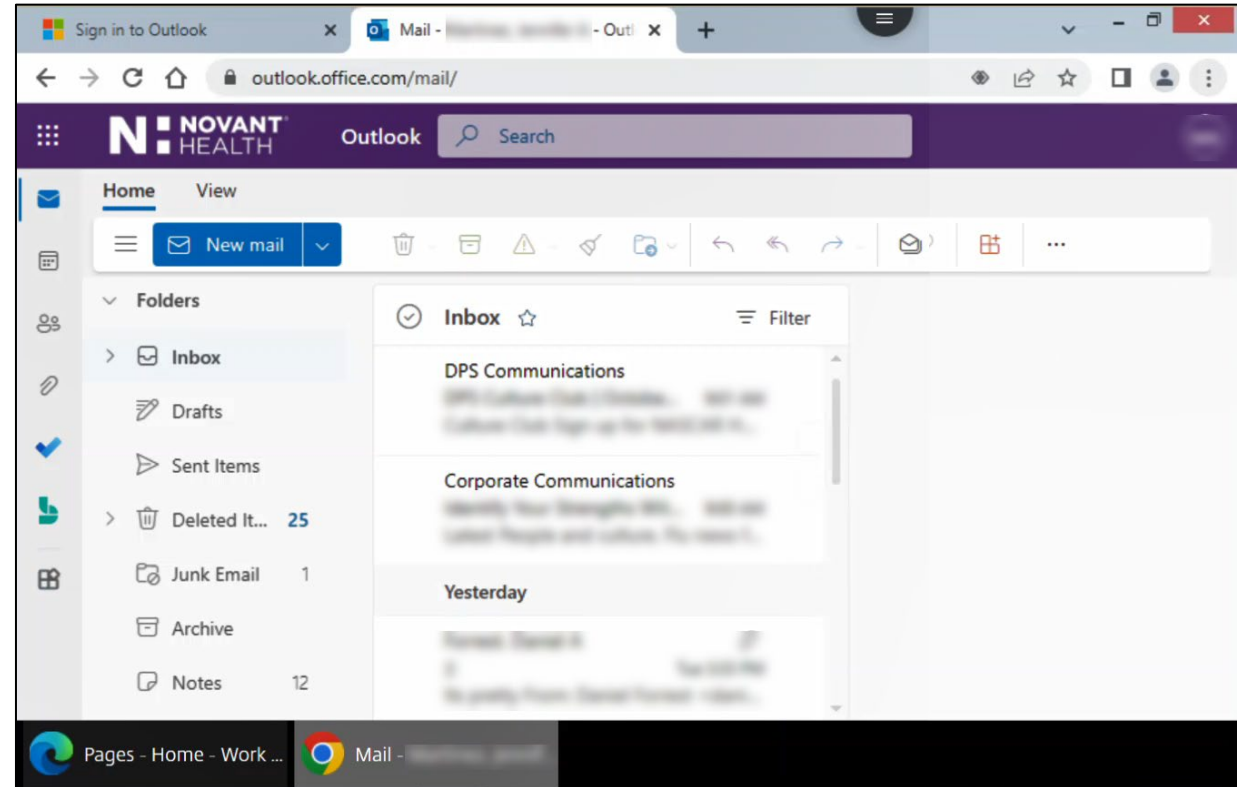 Sign in to Outlook
Mail - - Outl
outlook.office.com/mail/
NOVANT
HEALTH
Outlook
Search
Home View
New mail
Folders
Inbox
Drafts
Sent Items
Deleted It... 25
Junk Email 1
Archive
Notes 12
Inbox Filter
DPS Communications
Corporate Communications
Yesterday
Pages - Home - Work ...
Mail -